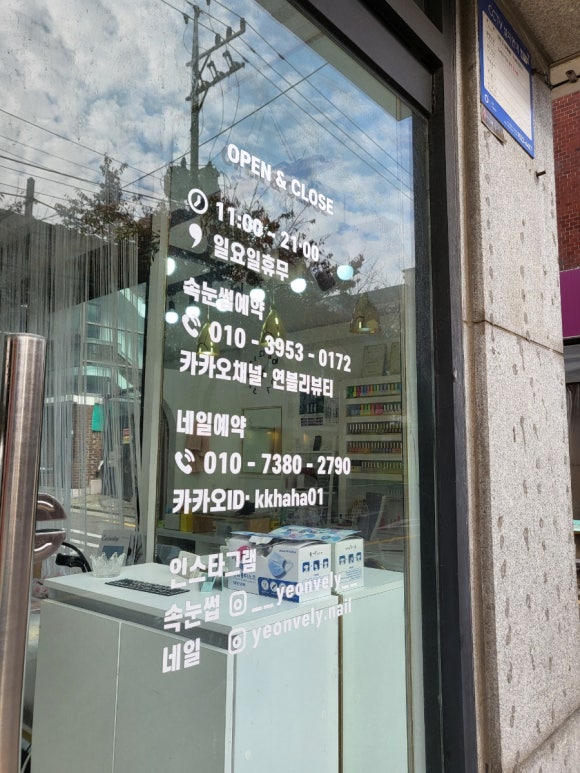 OPEN & CLOSE
11:00 ~ 21:00
일요일휴무
속눈썹예약
010 - 3953 - 0172
카카오채널· 연블리뷰티
네일예약
010 - 7380 - 2790
카카오ID· kkhaha01
인스타그램
속눈썹 __yeonvely__
네일 yeonvely.nail